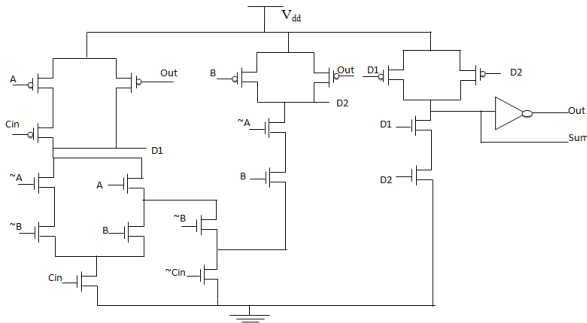 Vdd
A
Out
B
Out
D1
D2
Cin
D2
~A
D1
Out
D1
Sum
~A
A
B
D2
~B
B
~B
Cin
~Cin